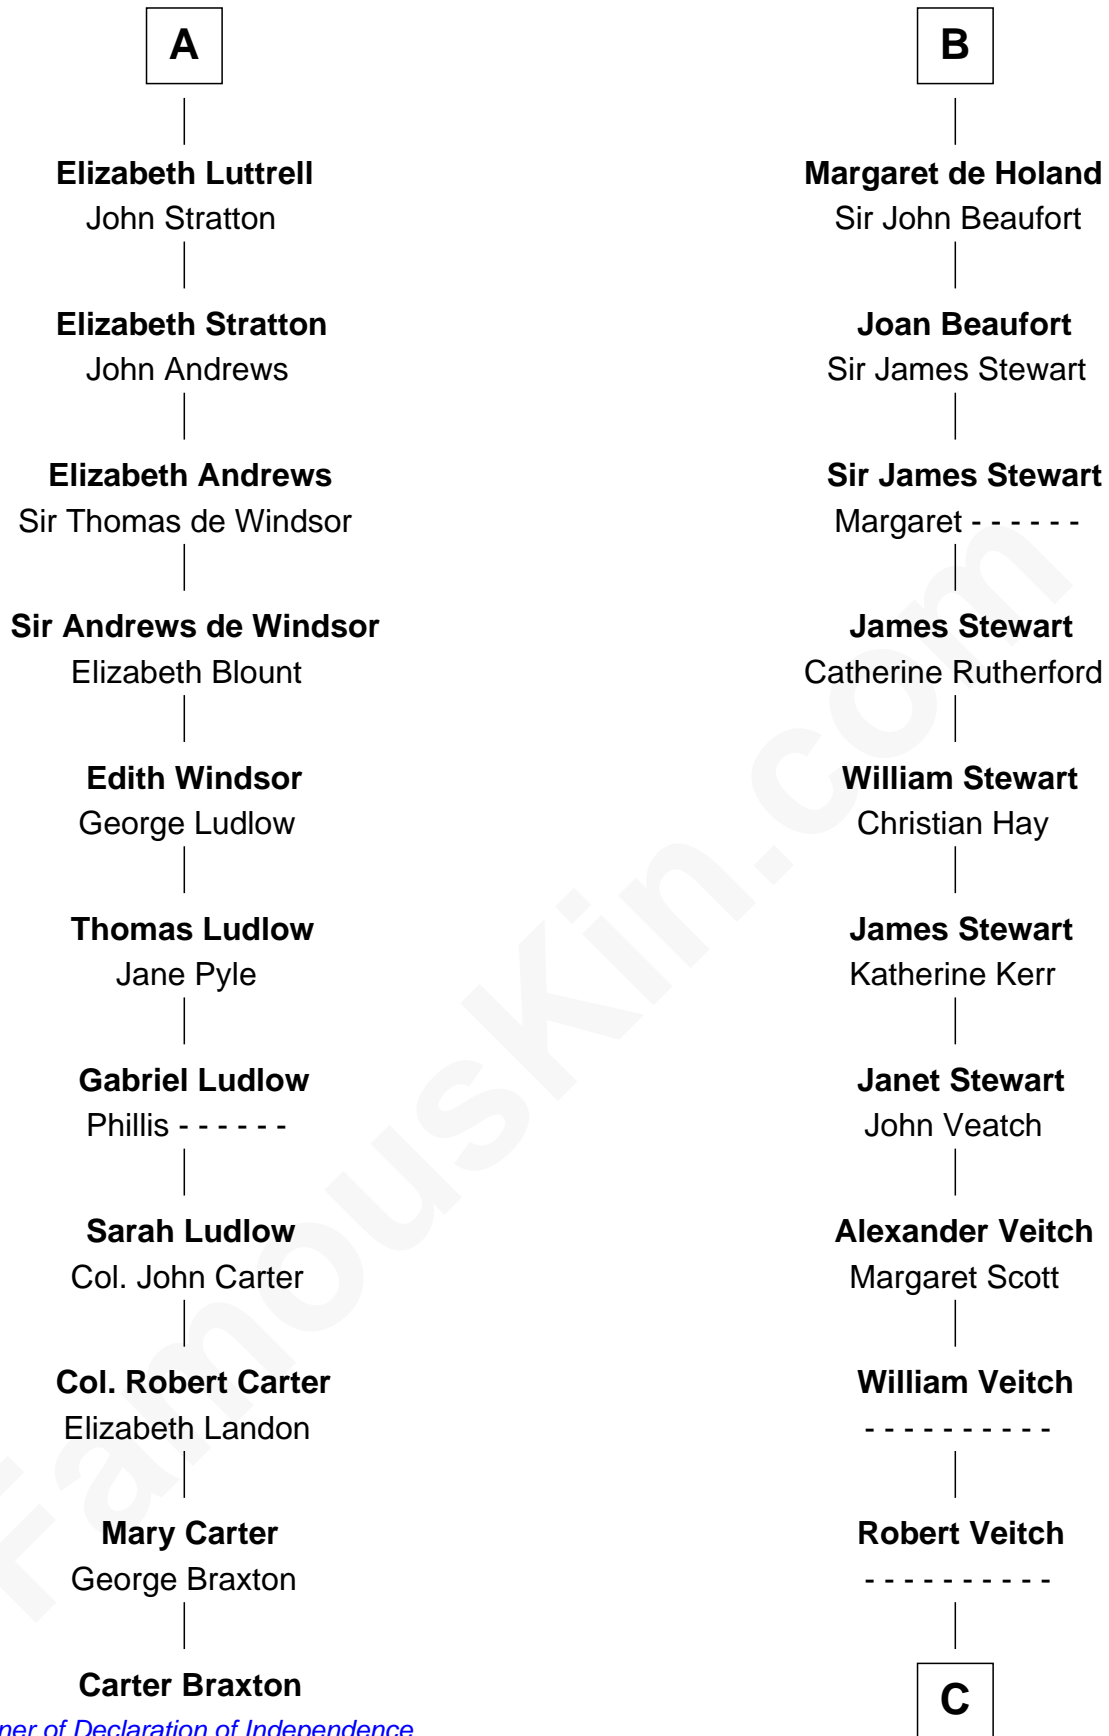 A
Elizabeth Luttrell
John Stratton
Elizabeth Stratton
John Andrews
Elizabeth Andrews
Sir Thomas de Windsor
Sir Andrews de Windsor
Elizabeth Blount
Edith Windsor
George Ludlow
Thomas Ludlow
Jane Pyle
Gabriel Ludlow
Phillis - - - - - -
Sarah Ludlow
Col. John Carter
Col. Robert Carter
Elizabeth Landon
Mary Carter
George Braxton
Carter Braxton
of Declaration of Independence
B
Margaret de Holand
Sir John Beaufort
Joan Beaufort
Sir James Stewart
Sir James Stewart
Margaret - - - - - -
James Stewart
Catherine Rutherford
William Stewart
Christian Hay
James Stewart
Katherine Kerr
Janet Stewart
John Veatch
Alexander Veitch
Margaret Scott
William Veitch
- - - - - - - - - -
Robert Veitch
- - - - - - - - - -
C
FamousKin.com